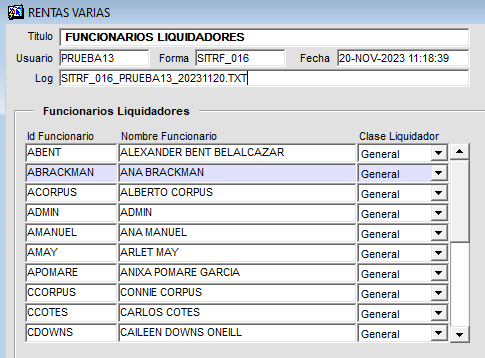 RENTAS VARIAS
Titulo FUNCIONARIOS LIQUIDADORES
Usuario PRUEBA13 Forma SITRF_016 Fecha 20-NOV-2023 11:18:39
Log SITRF_016_PRUEBA13_20231120.TXT
Funcionarios Liquidadores
Id Funcionario Nombre Funcionario Clase Liquidador
ABENT ALEXANDER BENT BELALCAZAR General
ABRACKMAN ANA BRACKMAN General
ACORPUS ALBERTO CORPUS General
ADMIN ADMIN General
AMANUEL ANA MANUEL General
AMAY ARLET MAY General
APOMARE ANIXA POMARE GARCIA General
CCORPUS CONNIE CORPUS General
CCOTES CARLOS COTES General
CDOWNS CAILEEN DOWNS ONEILL General